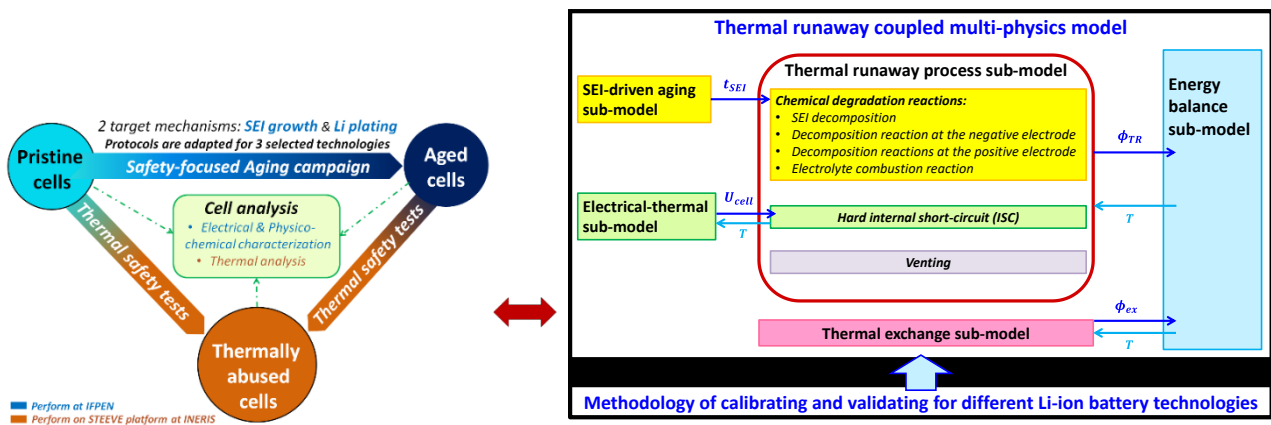 2 target mechanisms: SEI growth & Li plating
Protocols are adapted for 3 selected technologies
Safety-focused Aging campaign
Pristine
cells
Aged
cells
Cell analysis
• Electrical & Physico-
chemical characterization
• Thermal analysis
Thermal safety tests
Thermal safety tests
Thermally
abused
cells
Perform at IFPEN
Perform on STEEVE platform at INERIS
Thermal runaway coupled multi-physics model
SEI-driven aging
sub-model
t_SEI
Thermal runaway process sub-model
Chemical degradation reactions:
• SEI decomposition
• Decomposition reaction at the negative electrode
• Decomposition reactions at the positive electrode
• Electrolyte combustion reaction
Electrical-thermal
sub-model
U_cell
T
Hard internal short-circuit (ISC)
Venting
ϕ_TR
T
Energy
balance
sub-model
Thermal exchange sub-model
ϕ_ex
T
Methodology of calibrating and validating for different Li-ion battery technologies